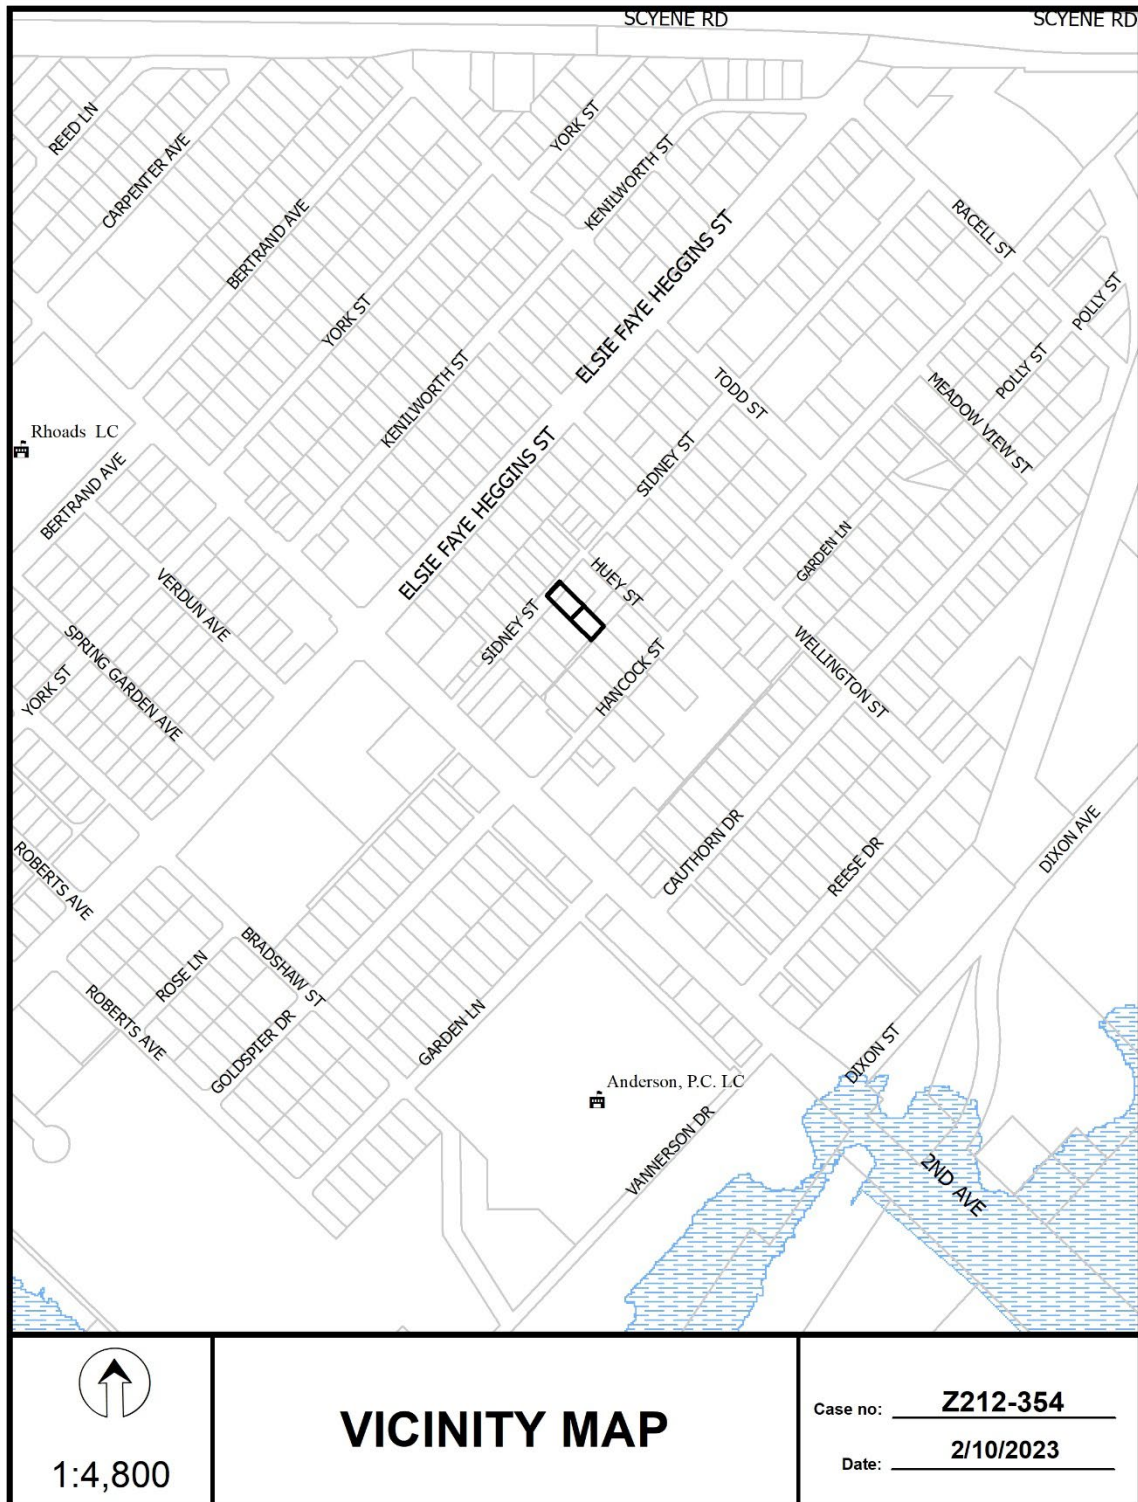 SCYENE RD
SCYENE RD
REED LN
CARPENTER AVE
YORK ST
KENILWORTH ST
BERTRAND AVE
RACELL ST
ELSIE FAYE HEGGINS ST
YORK ST
POLLY ST
POLLY ST
KENILWORTH ST
TODD ST
MEADOW VIEW ST
Rhoads LC
SIDNEY ST
BERTRAND AVE
ELSIE FAYE HEGGINS ST
GARDEN LN
HUEY ST
VERDUN AVE
SIDNEY ST
SPRING GARDEN AVE
YORK ST
HANCOCK ST
WELLINGTON ST
CAUTHORN DR
DIXON AVE
REESE DR
ROBERTS AVE
BRADSHAW ST
ROSE LN
ROBERTS AVE
GOLDSPIER DR
GARDEN LN
DIXON ST
Anderson, P.C. LC
VANNERSON DR
2ND AVE
1:4,800
VICINITY MAP
Case no: Z212-354
Date: 2/10/2023